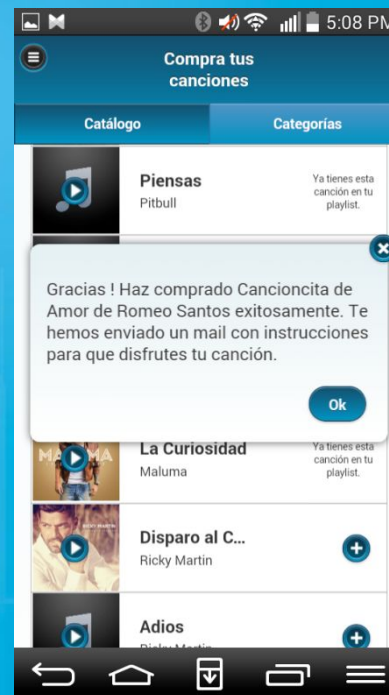 5:08 PM
Compra tus
canciones
Catálogo
Categorías
Piensas
Pitbull
Ya tienes esta
canción en tu
playlist.
Gracias ! Haz comprado Cancioncita de
Amor de Romeo Santos exitosamente. Te
hemos enviado un mail con instrucciones
para que disfrutes tu canción.
Ok
La Curiosidad
Maluma
Ya tienes esta
canción en tu
playlist.
Disparo al C...
Ricky Martin
Adios
Ricky Martin